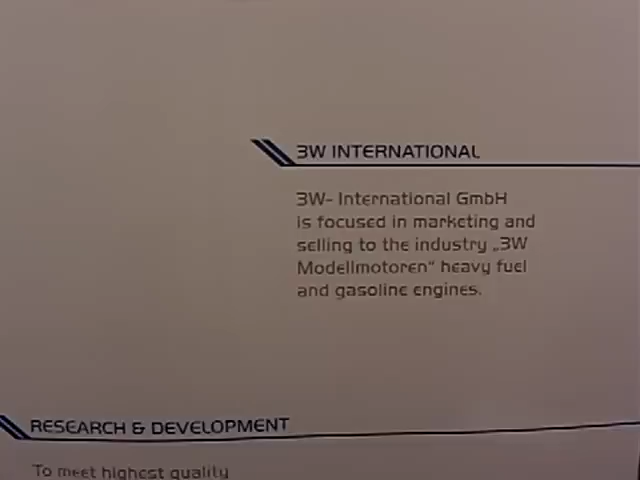 3W INTERNATIONAL
3W- International GmbH
is focused in marketing and
selling to the industry „3W
Modellmotoren“ heavy fuel
and gasoline engines.
RESEARCH & DEVELOPMENT
To meet highest quality